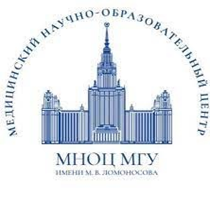 МЕДИЦИНСКИЙ НАУЧНО-ОБРАЗОВАТЕЛЬНЫЙ ЦЕНТР
МНОЦ МГУ
ИМЕНИ М. В. ЛОМОНОСОВА